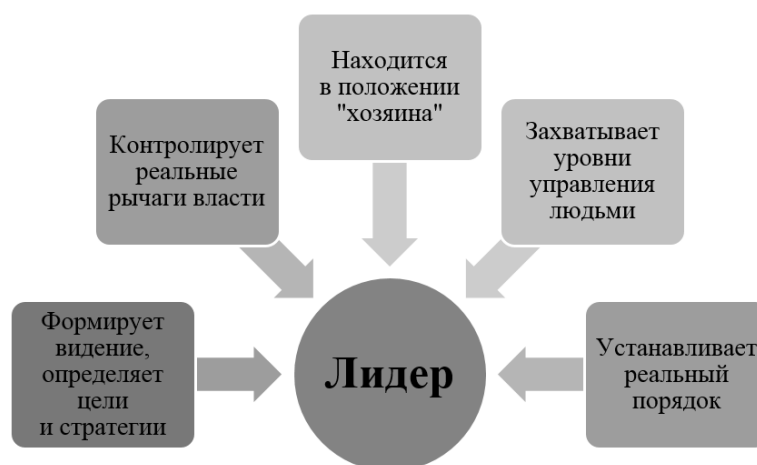 Находится
в положении
"хозяина"
Контролирует
реальные
рычаги власти
Захватывает
уровни
управления
людьми
Формирует
видение,
определяет
цели
и стратегии
Лидер
Устанавливает
реальный
порядок